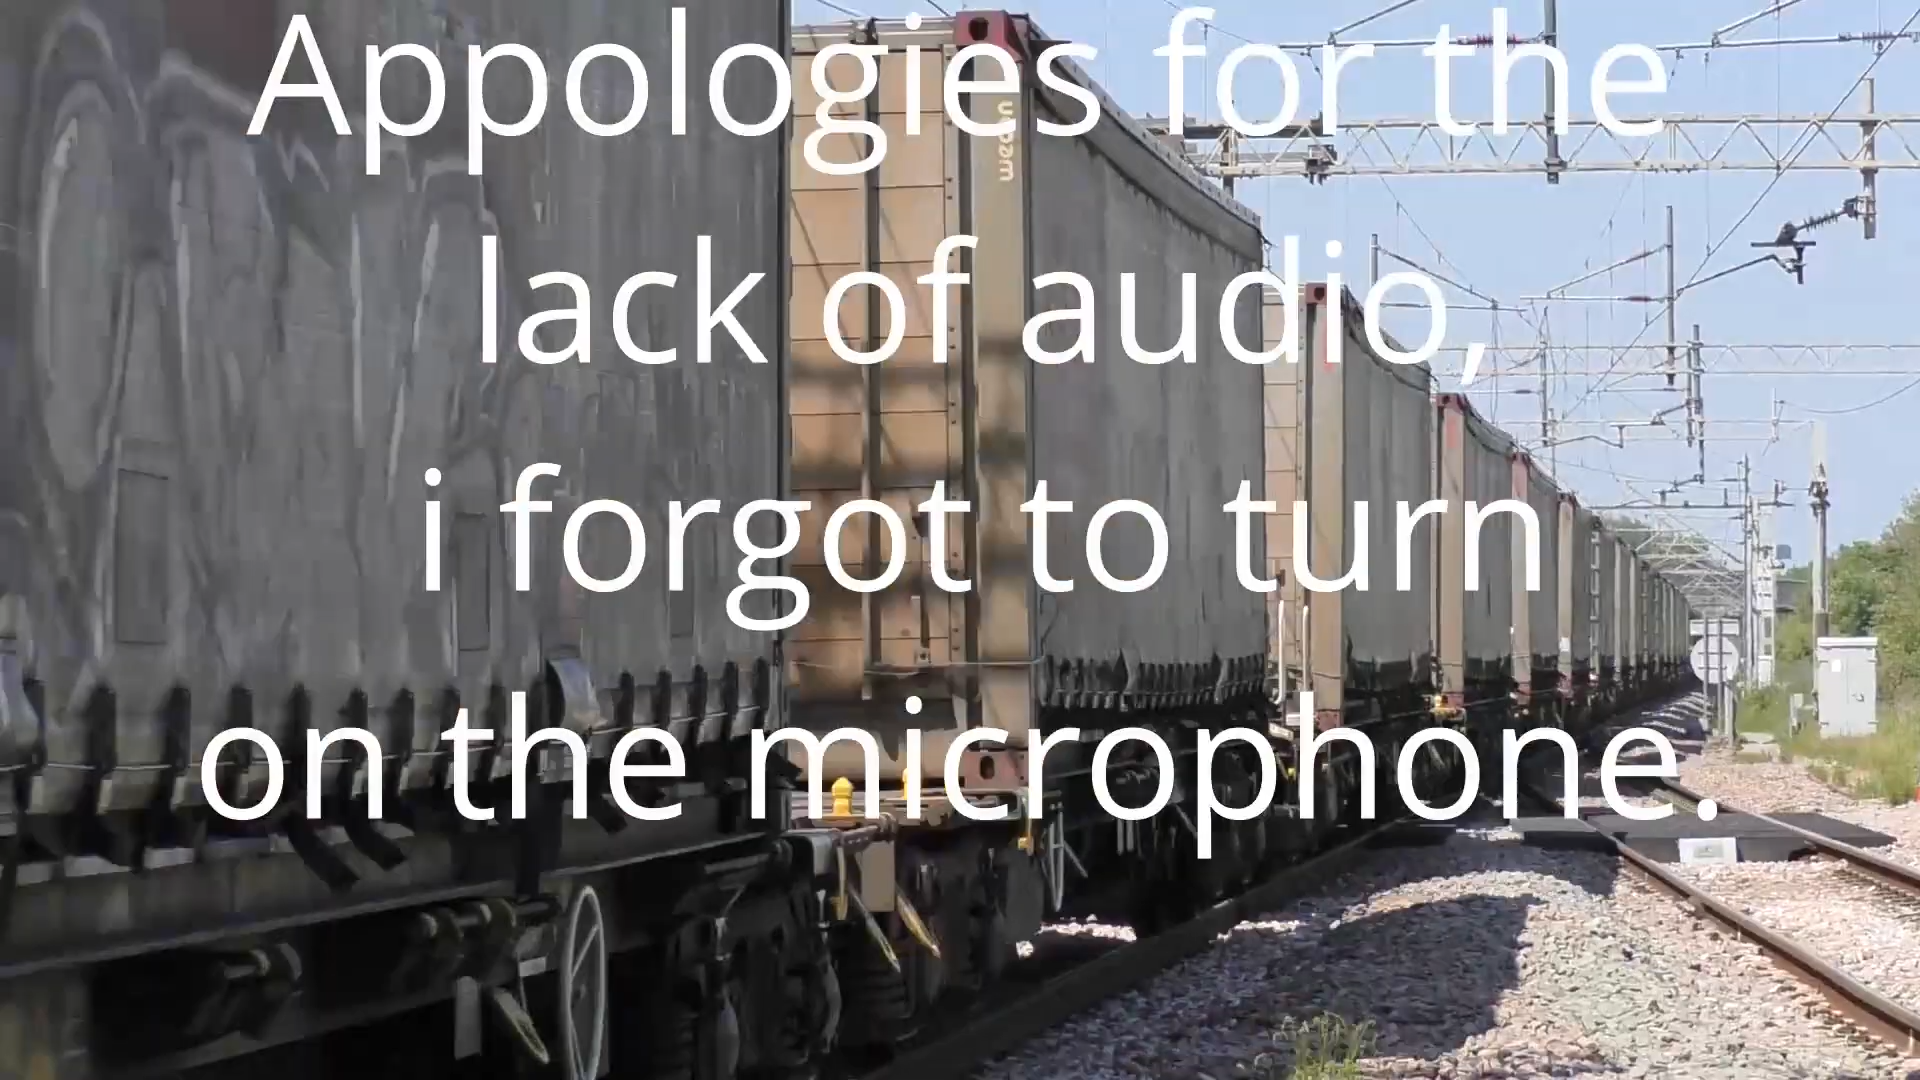 Appologies for the
lack of audio,
i forgot to turn
on the microphone.